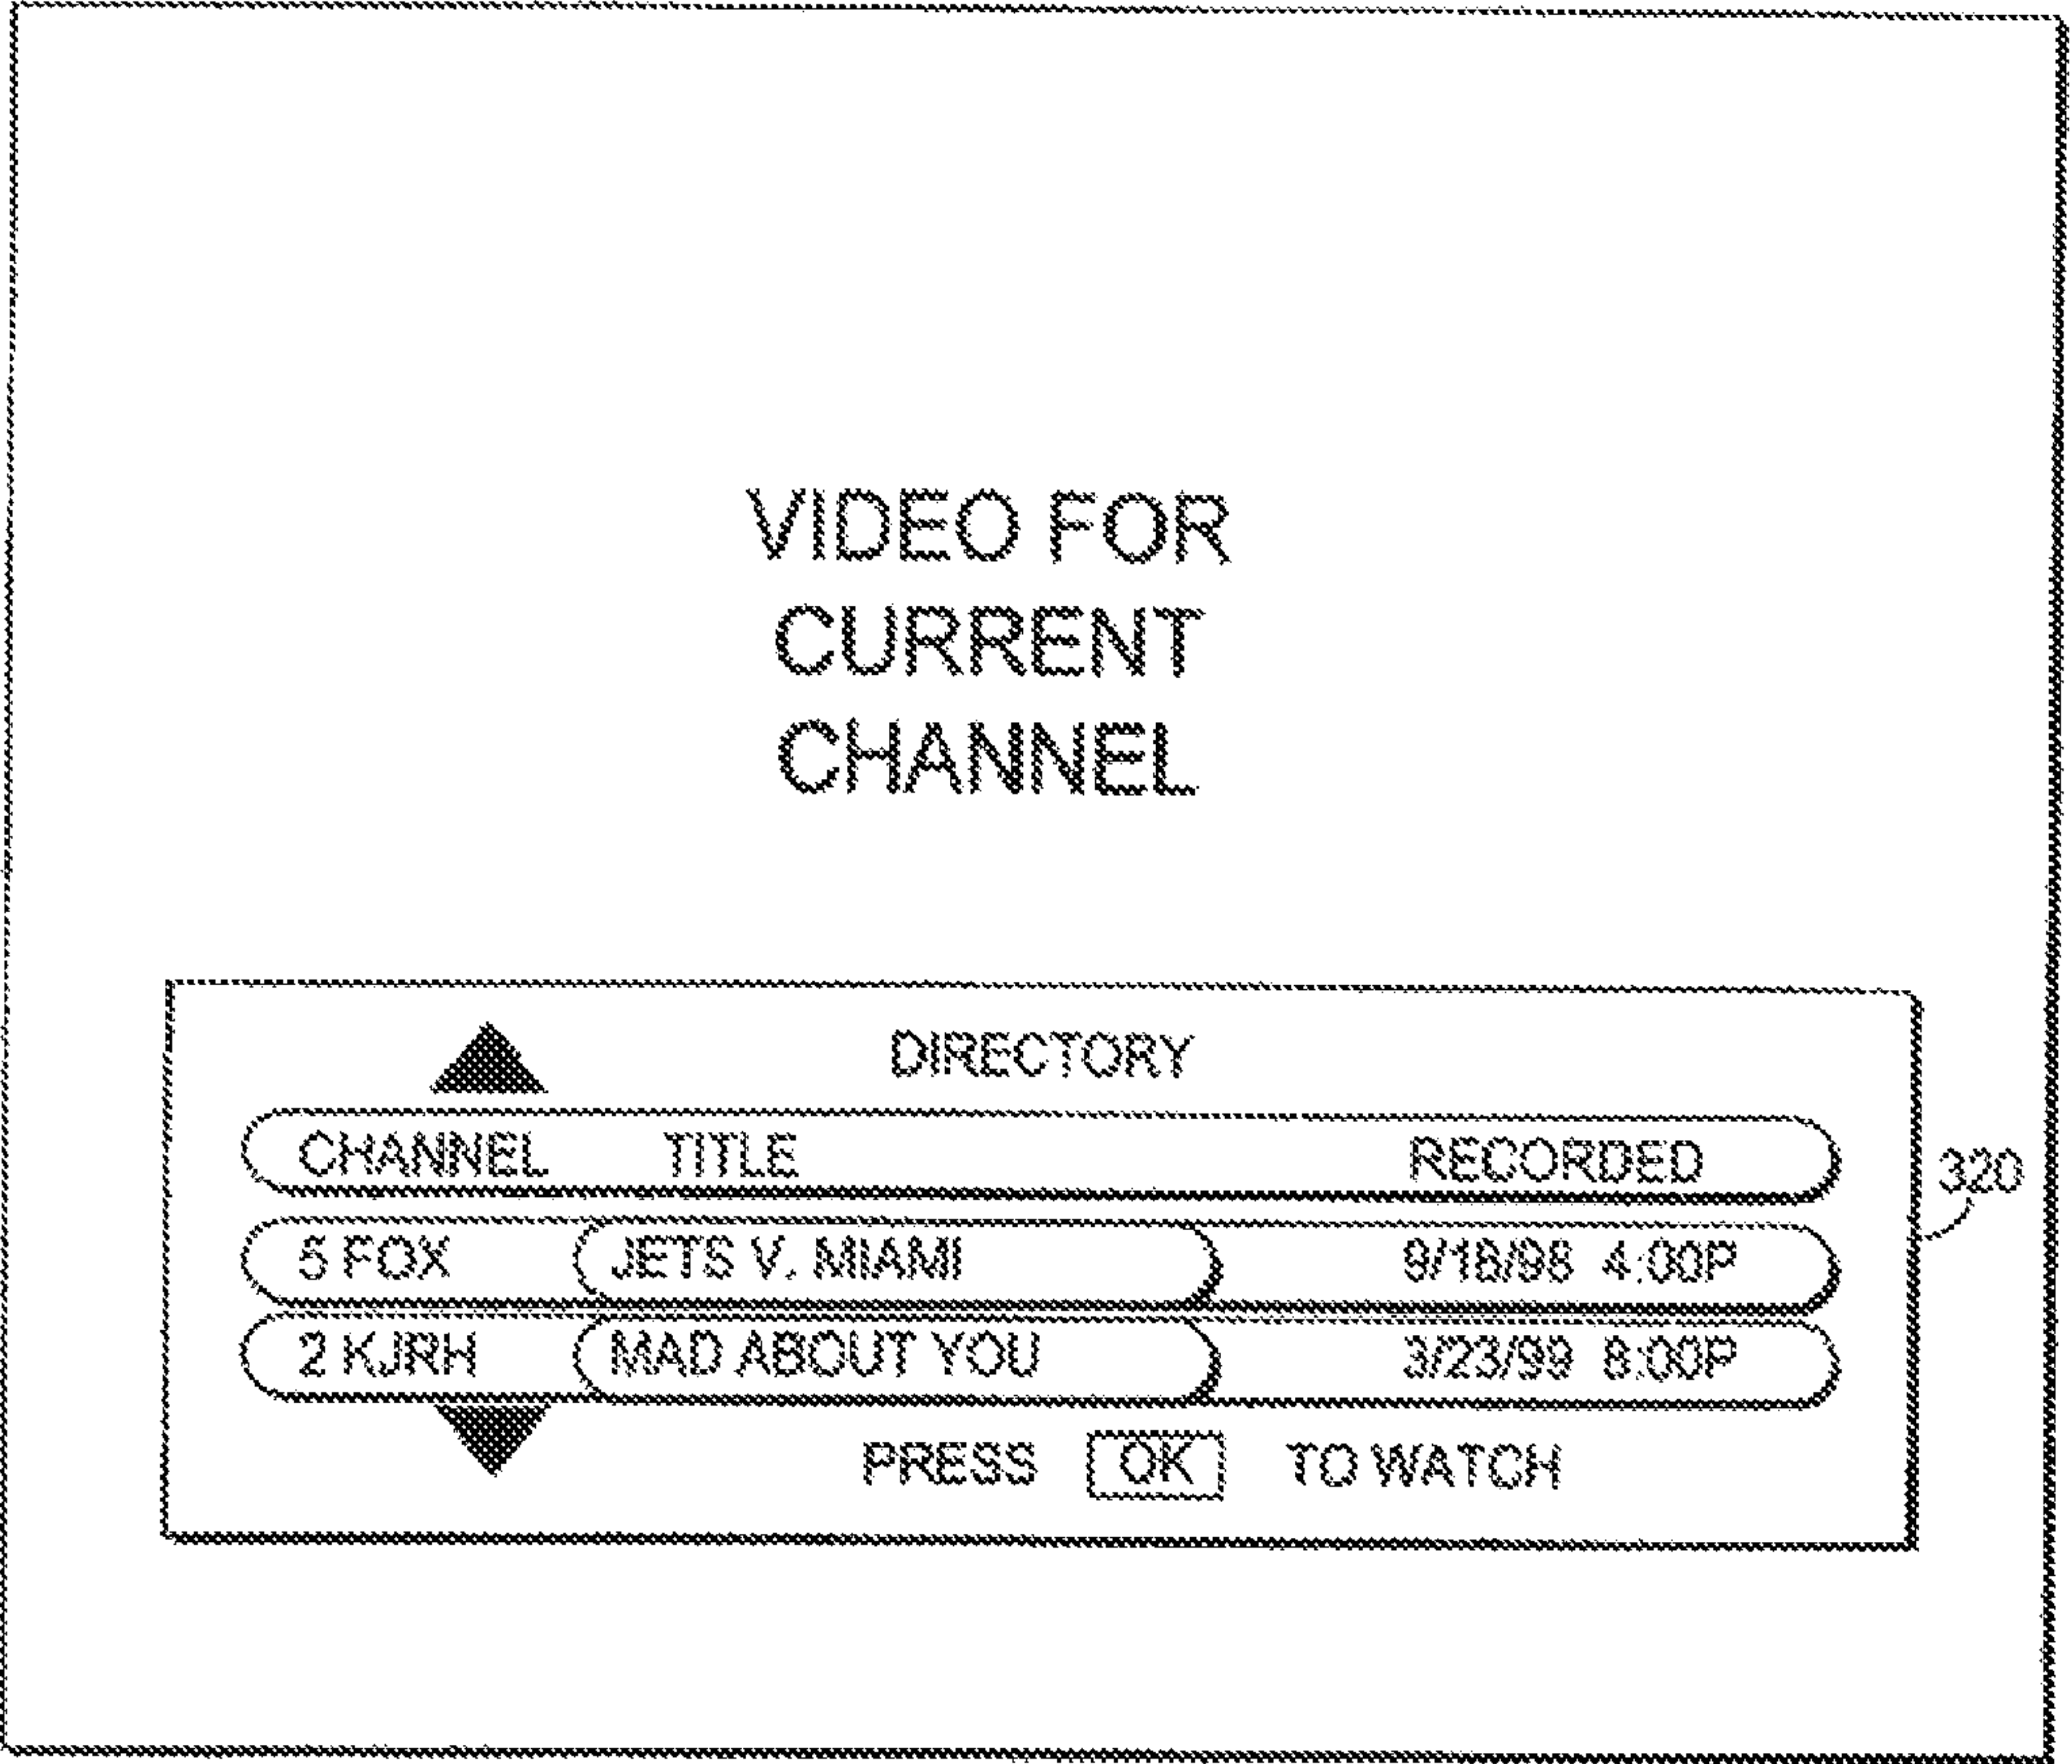 VIDEO FOR
CURRENT
CHANNEL
DIRECTORY
CHANNEL TITLE RECORDED
320
5 FOX JETS V. MIAMI 9/16/98 4:00P
2 KJRH MAD ABOUT YOU 3/23/99 8:00P
PRESS OK TO WATCH